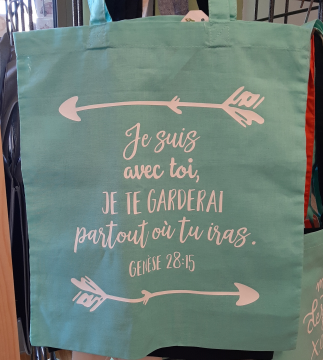 Je suis
avec toi,
JE TE GARDERAI
partout où tu iras.
GENÈSE 28:15